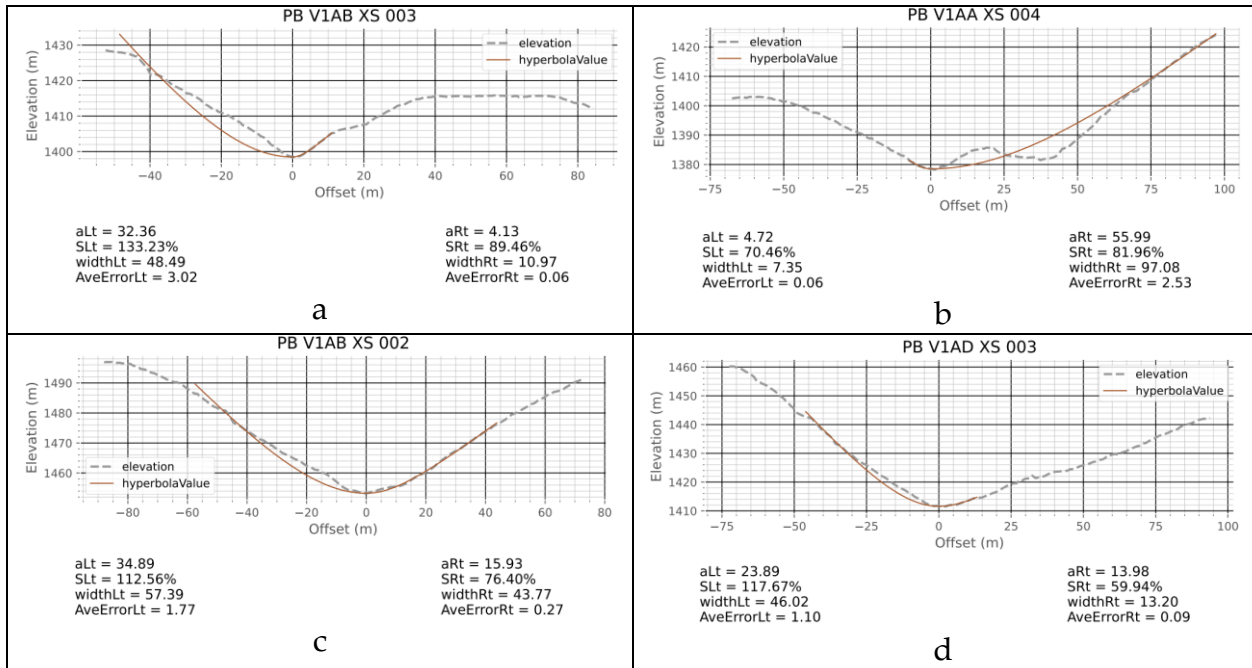 PB V1AB XS 003
elevation
hyperbolaValue
Elevation (m)
1430
1420
1410
1400
−40
−20
0
20
40
60
80
Offset (m)
aLt = 32.36
SLt = 133.23%
widthLt = 48.49
AveErrorLt = 3.02
aRt = 4.13
SRt = 89.46%
widthRt = 10.97
AveErrorRt = 0.06
a
PB V1AA XS 004
elevation
hyperbolaValue
Elevation (m)
1420
1410
1400
1390
1380
−75
−50
−25
0
25
50
75
100
Offset (m)
aLt = 4.72
SLt = 70.46%
widthLt = 7.35
AveErrorLt = 0.06
aRt = 55.99
SRt = 81.96%
widthRt = 97.08
AveErrorRt = 2.53
b
PB V1AB XS 002
Elevation (m)
1490
1480
1470
1460
elevation
hyperbolaValue
−80
−60
−40
−20
0
20
40
60
80
Offset (m)
aLt = 34.89
SLt = 112.56%
widthLt = 57.39
AveErrorLt = 1.77
aRt = 15.93
SRt = 76.40%
widthRt = 43.77
AveErrorRt = 0.27
c
PB V1AD XS 003
elevation
hyperbolaValue
Elevation (m)
1460
1450
1440
1430
1420
1410
−75
−50
−25
0
25
50
75
100
Offset (m)
aLt = 23.89
SLt = 117.67%
widthLt = 46.02
AveErrorLt = 1.10
aRt = 13.98
SRt = 59.94%
widthRt = 13.20
AveErrorRt = 0.09
d